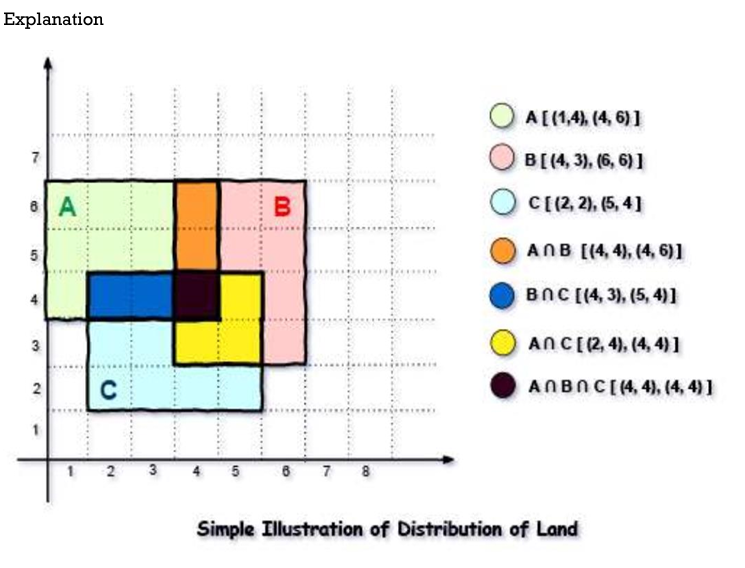 Explanation
7
6
5
4
3
2
1
A
B
C
1 2 3 4 5 6 7 8
A [ (1,4), (4, 6) ]
B [ (4, 3), (6, 6) ]
C [ (2, 2), (5, 4 ]
A ∩ B [ (4, 4), (4, 6) ]
B ∩ C [ (4, 3), (5, 4) ]
A ∩ C [ (2, 4), (4, 4) ]
A ∩ B ∩ C [ (4, 4), (4, 4) ]
Simple Illustration of Distribution of Land